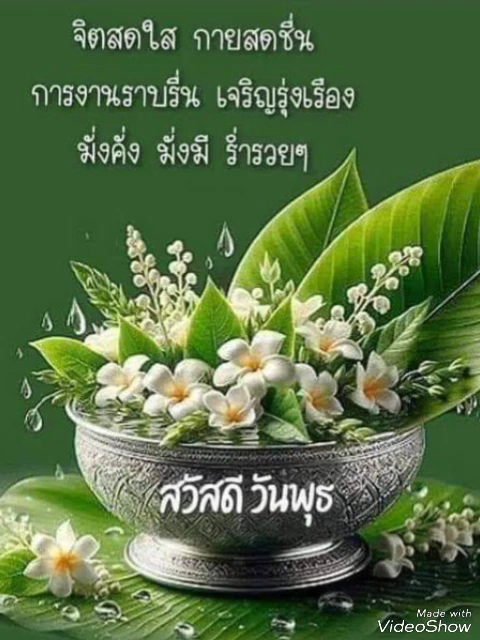 จิตสดใส กายสดชื่น
การงานราบรื่น เจริญรุ่งเรือง
มั่งคั่ง มั่งมี ร่ำรวยๆ
สวัสดี วันพุธ
Made with
VideoShow